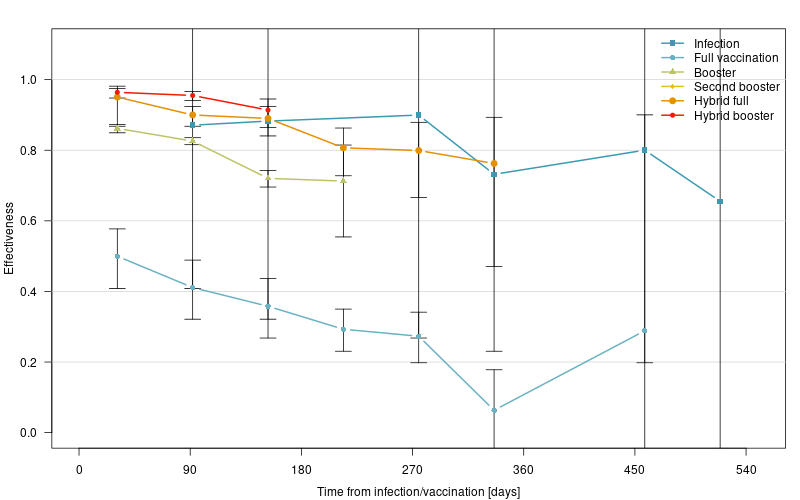 Infection
Full vaccination
Booster
Second booster
Hybrid full
Hybrid booster
1.0
0.8
0.6
0.4
0.2
0.0
Effectiveness
0 90 180 270 360 450 540
Time from infection/vaccination [days]